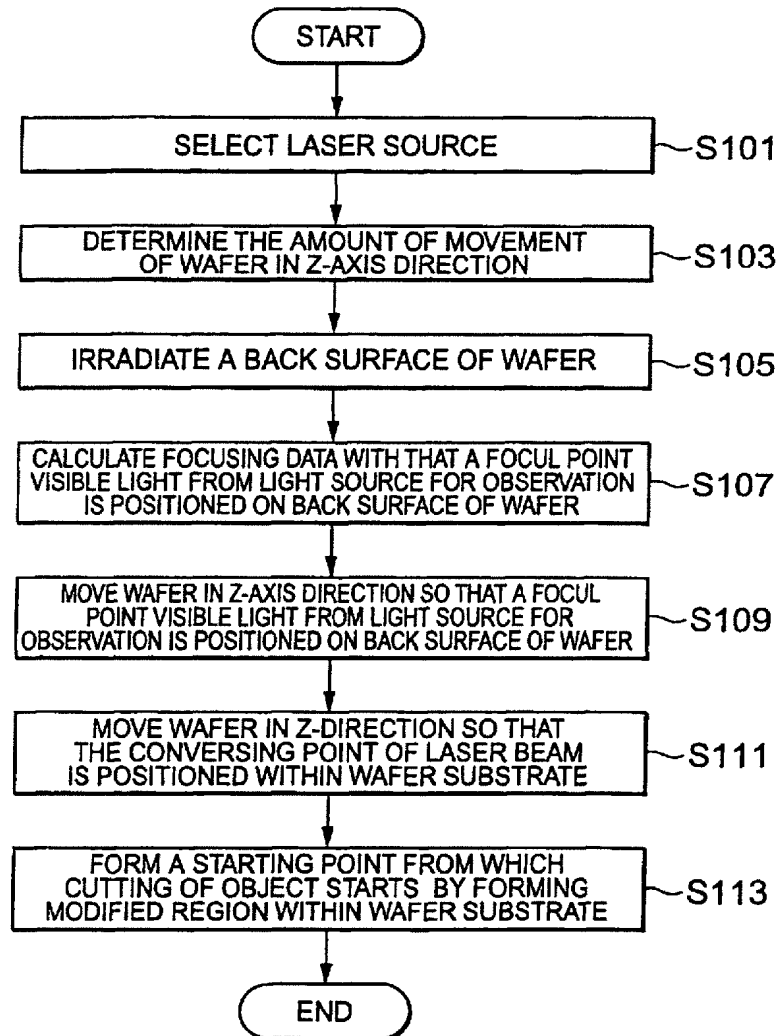 START
SELECT LASER SOURCE
S101
DETERMINE THE AMOUNT OF MOVEMENT
OF WAFER IN Z-AXIS DIRECTION
S103
IRRADIATE A BACK SURFACE OF WAFER
S105
CALCULATE FOCUSING DATA WITH THAT A FOCUL POINT
VISIBLE LIGHT FROM LIGHT SOURCE FOR OBSERVATION
IS POSITIONED ON BACK SURFACE OF WAFER
S107
MOVE WAFER IN Z-AXIS DIRECTION SO THAT A FOCUL
POINT VISIBLE LIGHT FROM LIGHT SOURCE FOR
OBSERVATION IS POSITIONED ON BACK SURFACE OF WAFER
S109
MOVE WAFER IN Z-DIRECTION SO THAT
THE CONVERSING POINT OF LASER BEAM
IS POSITIONED WITHIN WAFER SUBSTRATE
S111
FORM A STARTING POINT FROM WHICH
CUTTING OF OBJECT STARTS BY FORMING
MODIFIED REGION WITHIN WAFER SUBSTRATE
S113
END